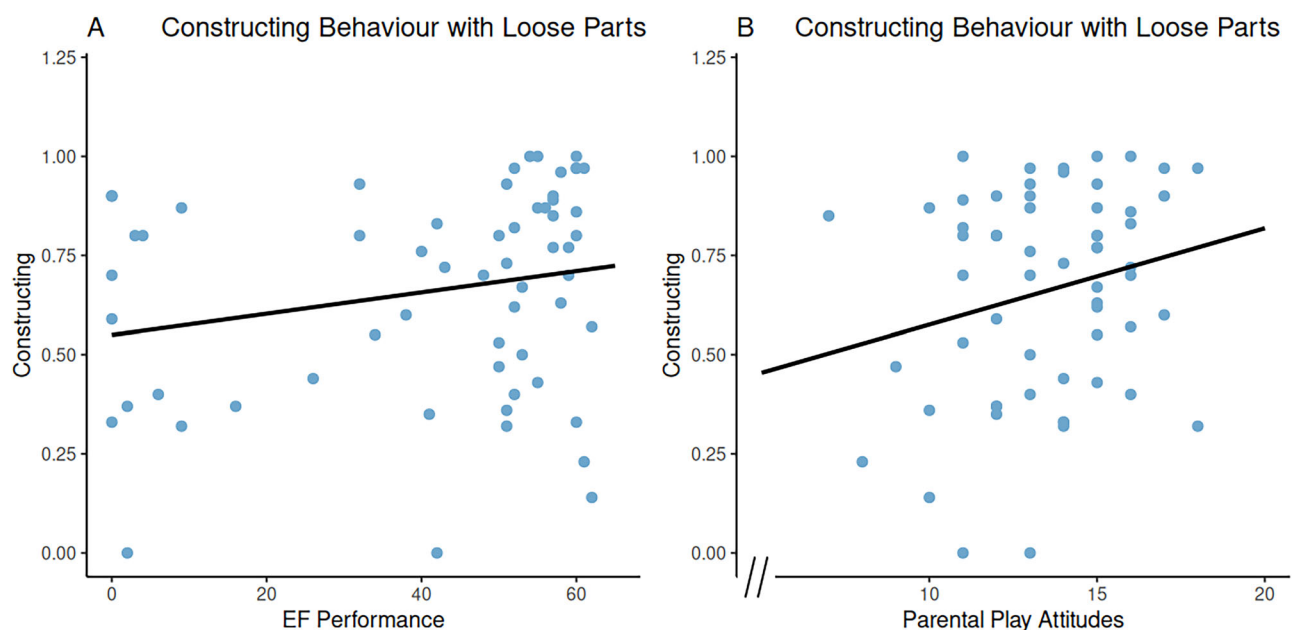 A Constructing Behaviour with Loose Parts
1.25
1.00
0.75
0.50
0.25
0.00
Constructing
0 20 40 60
EF Performance
B Constructing Behaviour with Loose Parts
1.25
1.00
0.75
0.50
0.25
0.00
Constructing
10 15 20
Parental Play Attitudes